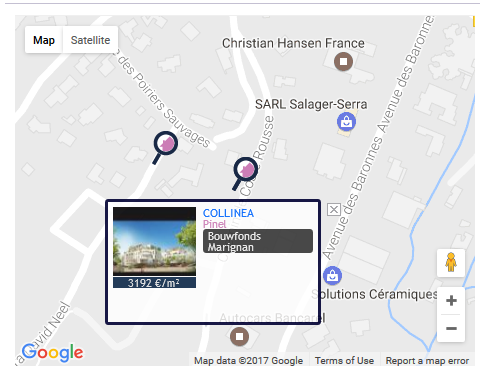 Map
Satellite
Christian Hansen France
des Poiriers Sauvages
SARL Salager-Serra
Avenue des Baronnes
Rousse
Avenue des Baronnes
COLLINEA
Pinel
Bouwfonds
Marignan
3192 €/m²
Solutions Céramiques
David Neel
Autocars Bancarel
Google
Map data ©2017 Google
Terms of Use
Report a map error